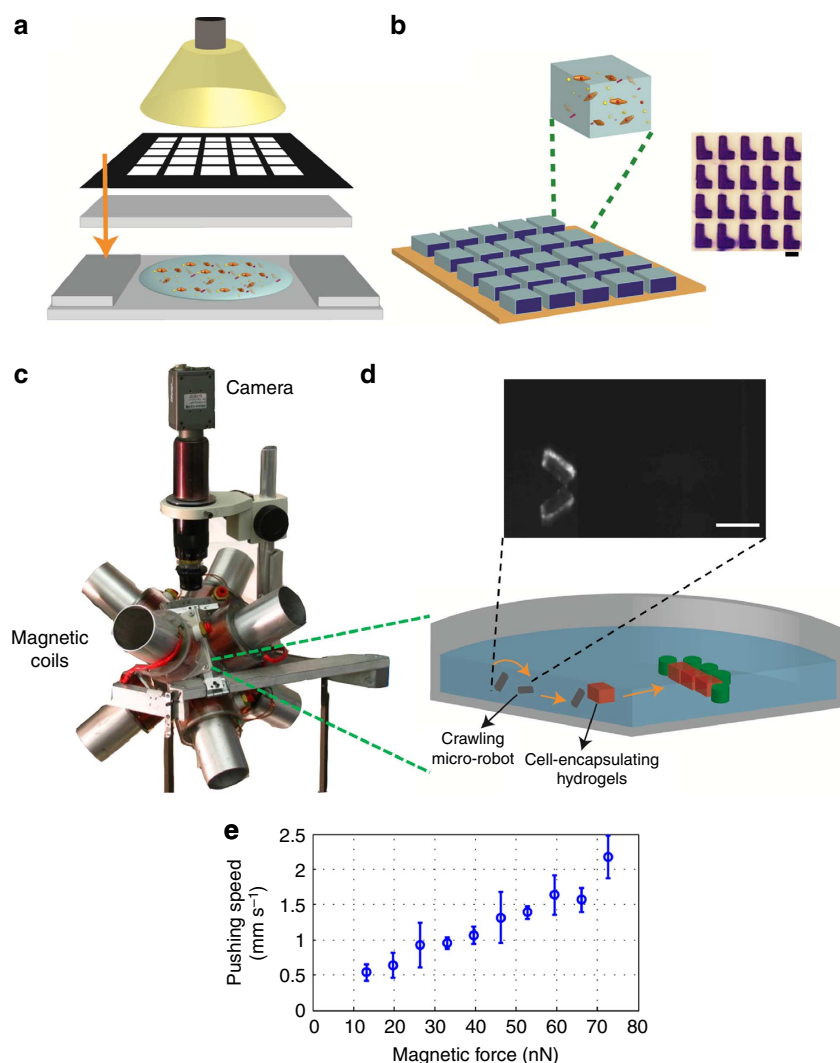 a
b
c
Camera
Magnetic
coils
d
Crawling
micro-robot
Cell-encapsulating
hydrogels
e
2.5
2
1.5
1
0.5
0
Pushing speed
(mm s⁻¹)
0 10 20 30 40 50 60 70 80
Magnetic force (nN)